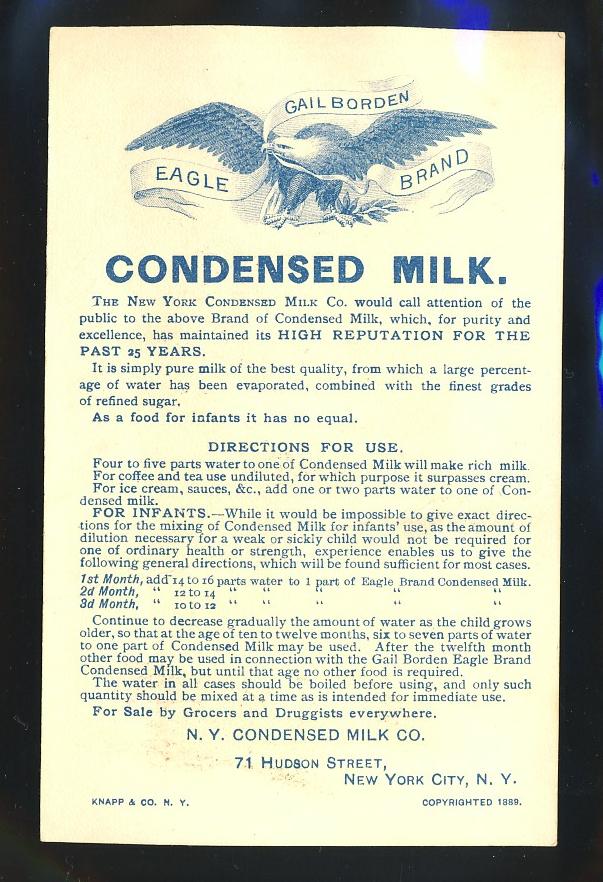 GAIL BORDEN
EAGLE BRAND
CONDENSED MILK.
THE NEW YORK CONDENSED MILK CO. would call attention of the
public to the above Brand of Condensed Milk, which, for purity and
excellence, has maintained its HIGH REPUTATION FOR THE
PAST 25 YEARS.
It is simply pure milk of the best quality, from which a large percent-
age of water has been evaporated, combined with the finest grades
of refined sugar.
As a food for infants it has no equal.
DIRECTIONS FOR USE.
Four to five parts water to one of Condensed Milk will make rich milk.
For coffee and tea use undiluted, for which purpose it surpasses cream.
For ice cream, sauces, &c., add one or two parts water to one of Con-
densed milk.
FOR INFANTS.—While it would be impossible to give exact direc-
tions for the mixing of Condensed Milk for infants' use, as the amount of
dilution necessary for a weak or sickly child would not be required for
one of ordinary health or strength, experience enables us to give the
following general directions, which will be found sufficient for most cases.
1st Month, add 14 to 16 parts water to 1 part of Eagle Brand Condensed Milk.
2d Month, " 12 to 14 " " " " "
3d Month, " 10 to 12 " " " " "
Continue to decrease gradually the amount of water as the child grows
older, so that at the age of ten to twelve months, six to seven parts of water
to one part of Condensed Milk may be used. After the twelfth month
other food may be used in connection with the Gail Borden Eagle Brand
Condensed Milk, but until that age no other food is required.
The water in all cases should be boiled before using, and only such
quantity should be mixed at a time as is intended for immediate use.
For Sale by Grocers and Druggists everywhere.
N. Y. CONDENSED MILK CO.
71 HUDSON STREET,
NEW YORK CITY, N. Y.
KNAPP & CO. N. Y. COPYRIGHTED 1889.